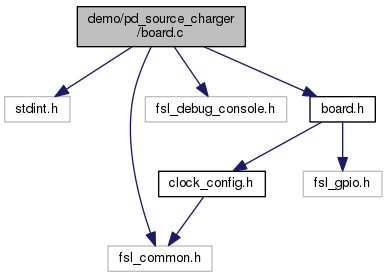 demo/pd_source_charger
/board.c
stdint.h
fsl_debug_console.h
board.h
clock_config.h
fsl_gpio.h
fsl_common.h